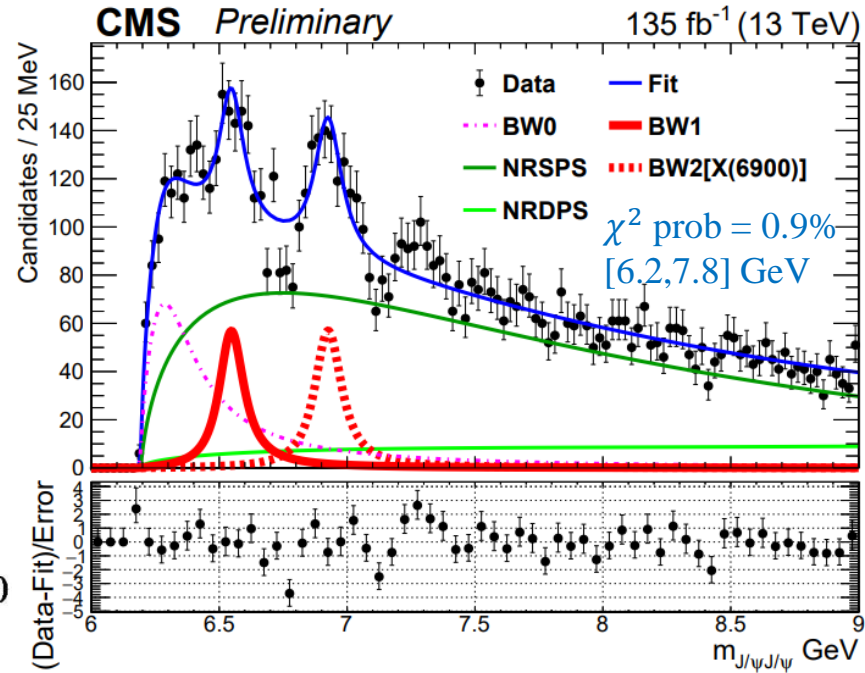 CMS Preliminary 135 fb⁻¹ (13 TeV)
Candidates / 25 MeV
160
140
120
100
80
60
40
20
0
Data
Fit
BW0
BW1
NRSPS
BW2[X(6900)]
NRDPS
χ² prob = 0.9%
[6.2,7.8] GeV
(Data-Fit)/Error
4
3
2
1
0
-1
-2
-3
-4
-5
6 6.5 7 7.5 8 8.5 9
m_{J/ψJ/ψ} GeV
0